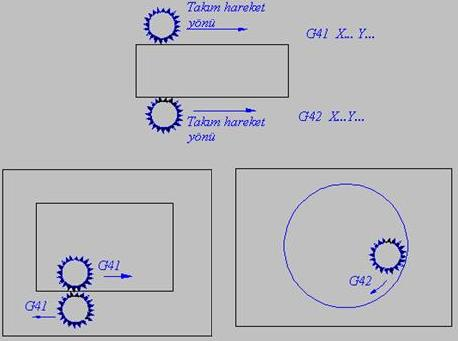 Takım hareket
yönü
G41 X... Y...
Takım hareket
yönü
G42 X...Y...
G41
G41
G42